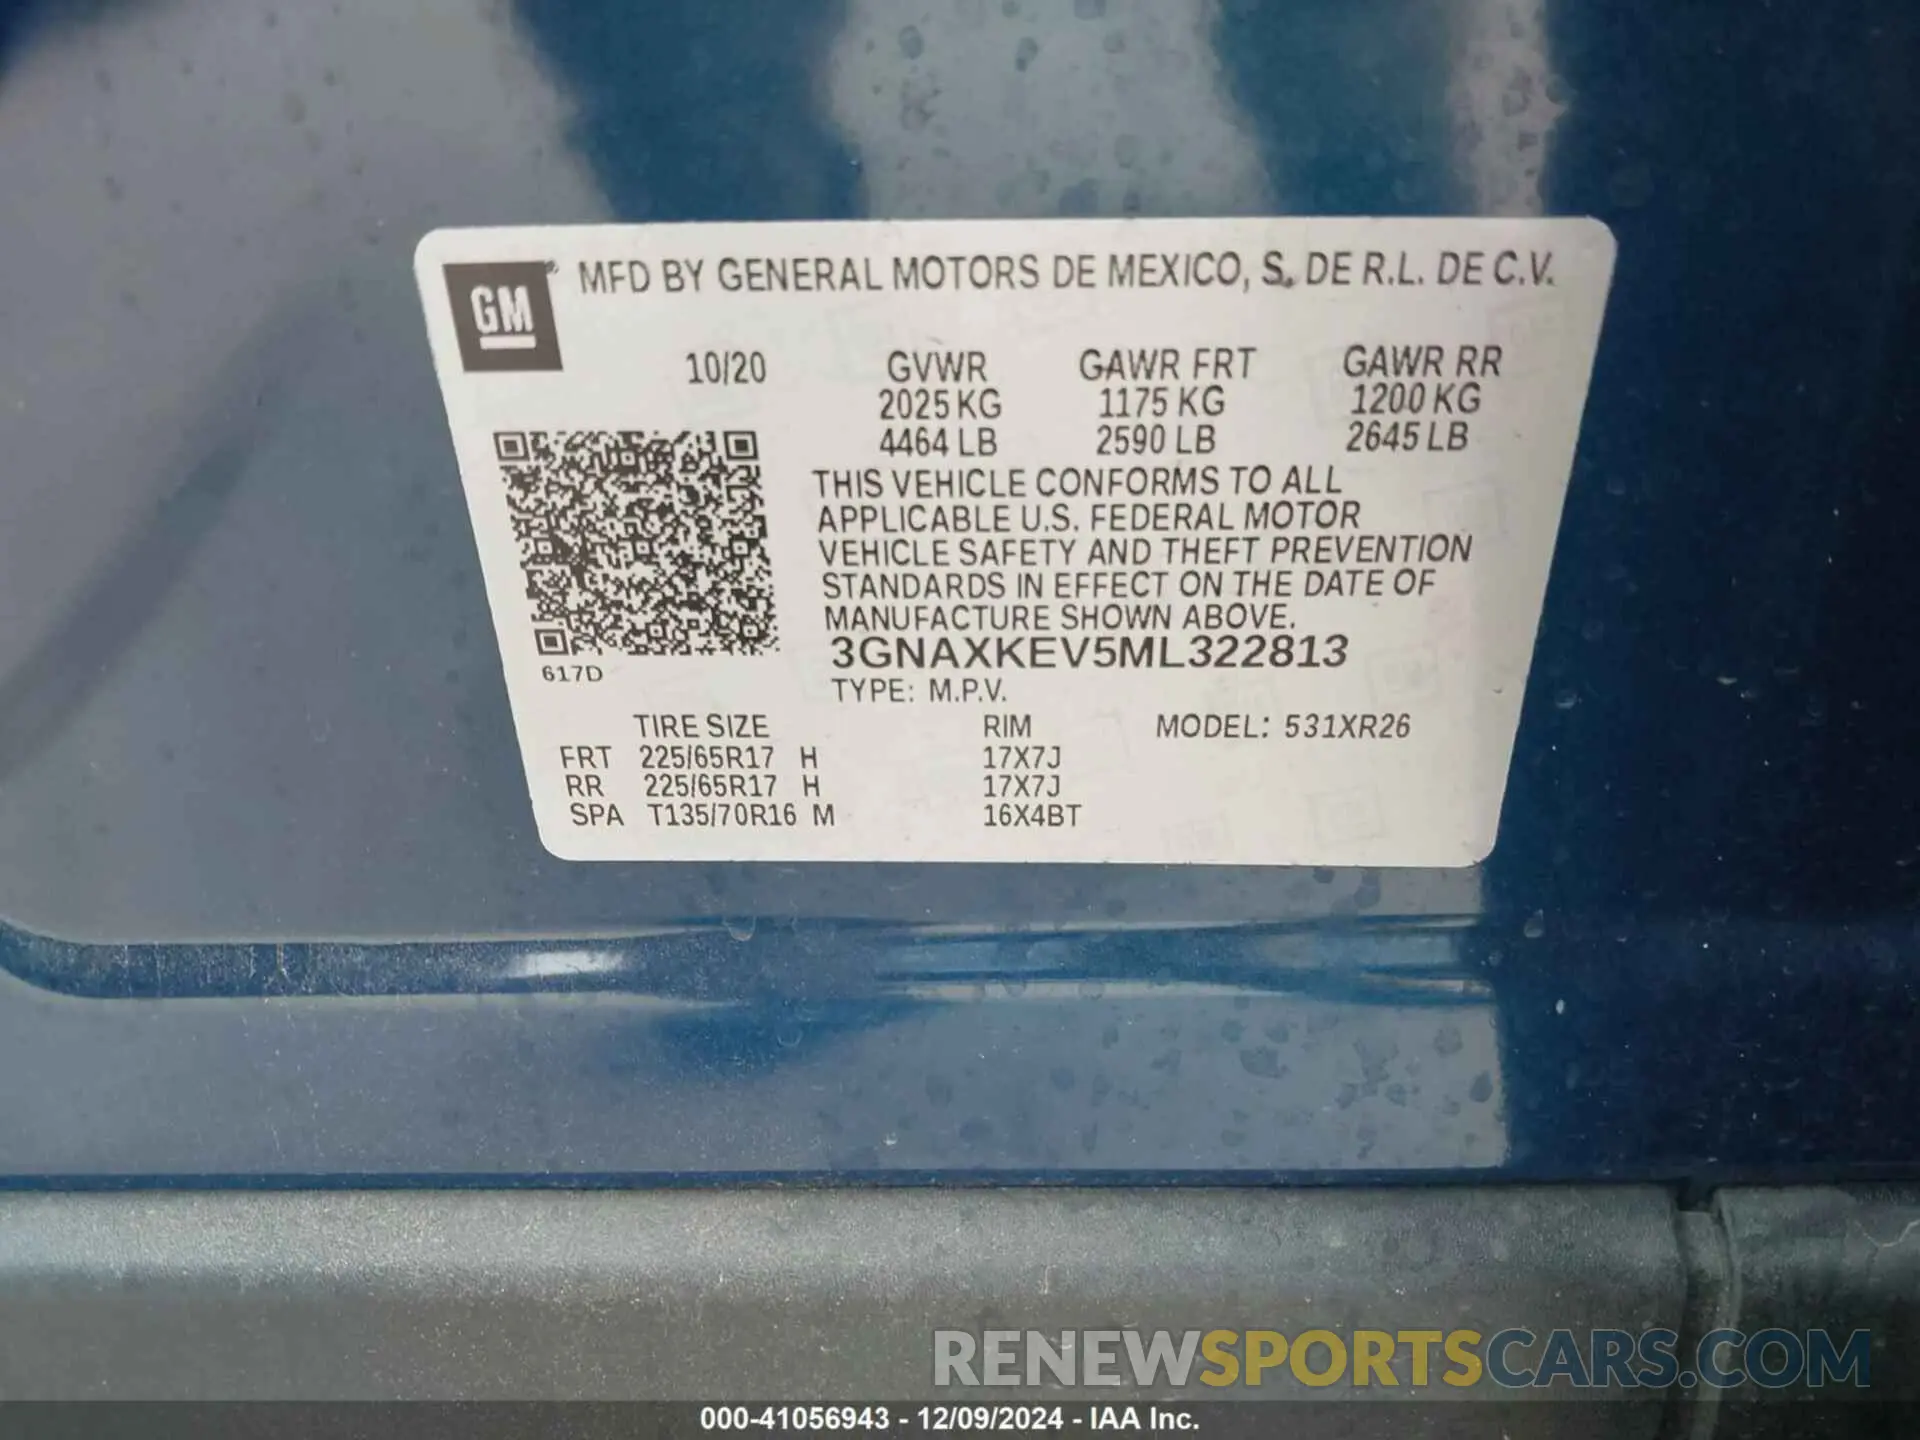 GM
MFD BY GENERAL MOTORS DE MEXICO, S. DE R.L. DE C.V.
10/20 GVWR GAWR FRT GAWR RR
2025 KG 1175 KG 1200 KG
4464 LB 2590 LB 2645 LB
THIS VEHICLE CONFORMS TO ALL
APPLICABLE U.S. FEDERAL MOTOR
VEHICLE SAFETY AND THEFT PREVENTION
STANDARDS IN EFFECT ON THE DATE OF
MANUFACTURE SHOWN ABOVE.
3GNAXKEV5ML322813
617D
TYPE: M.P.V.
TIRE SIZE RIM MODEL: 531XR26
FRT 225/65R17 H 17X7J
RR 225/65R17 H 17X7J
SPA T135/70R16 M 16X4BT
RENEWSPORTSCARS.COM
000-41056943 - 12/09/2024 - IAA Inc.